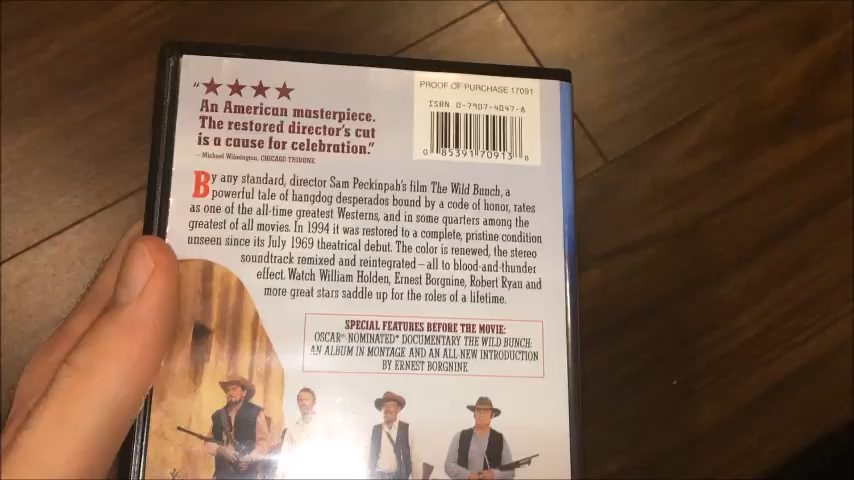 "★★★★
An American masterpiece.
The restored director's cut
is a cause for celebration."
– Michael Wilmington, CHICAGO TRIBUNE
PROOF OF PURCHASE 17091
ISBN 0-7907-4047-8
0 85391 70913 8
By any standard, director Sam Peckinpah's film The Wild Bunch, a
powerful tale of hangdog desperados bound by a code of honor, rates
as one of the all-time greatest Westerns, and in some quarters among the
greatest of all movies. In 1994 it was restored to a complete, pristine condition
unseen since its July 1969 theatrical debut. The color is renewed, the stereo
soundtrack remixed and reintegrated – all to blood-and-thunder
effect. Watch William Holden, Ernest Borgnine, Robert Ryan and
more great stars saddle up for the roles of a lifetime.
SPECIAL FEATURES BEFORE THE MOVIE:
OSCAR®-NOMINATED* DOCUMENTARY THE WILD BUNCH:
AN ALBUM IN MONTAGE AND AN ALL-NEW INTRODUCTION
BY ERNEST BORGNINE